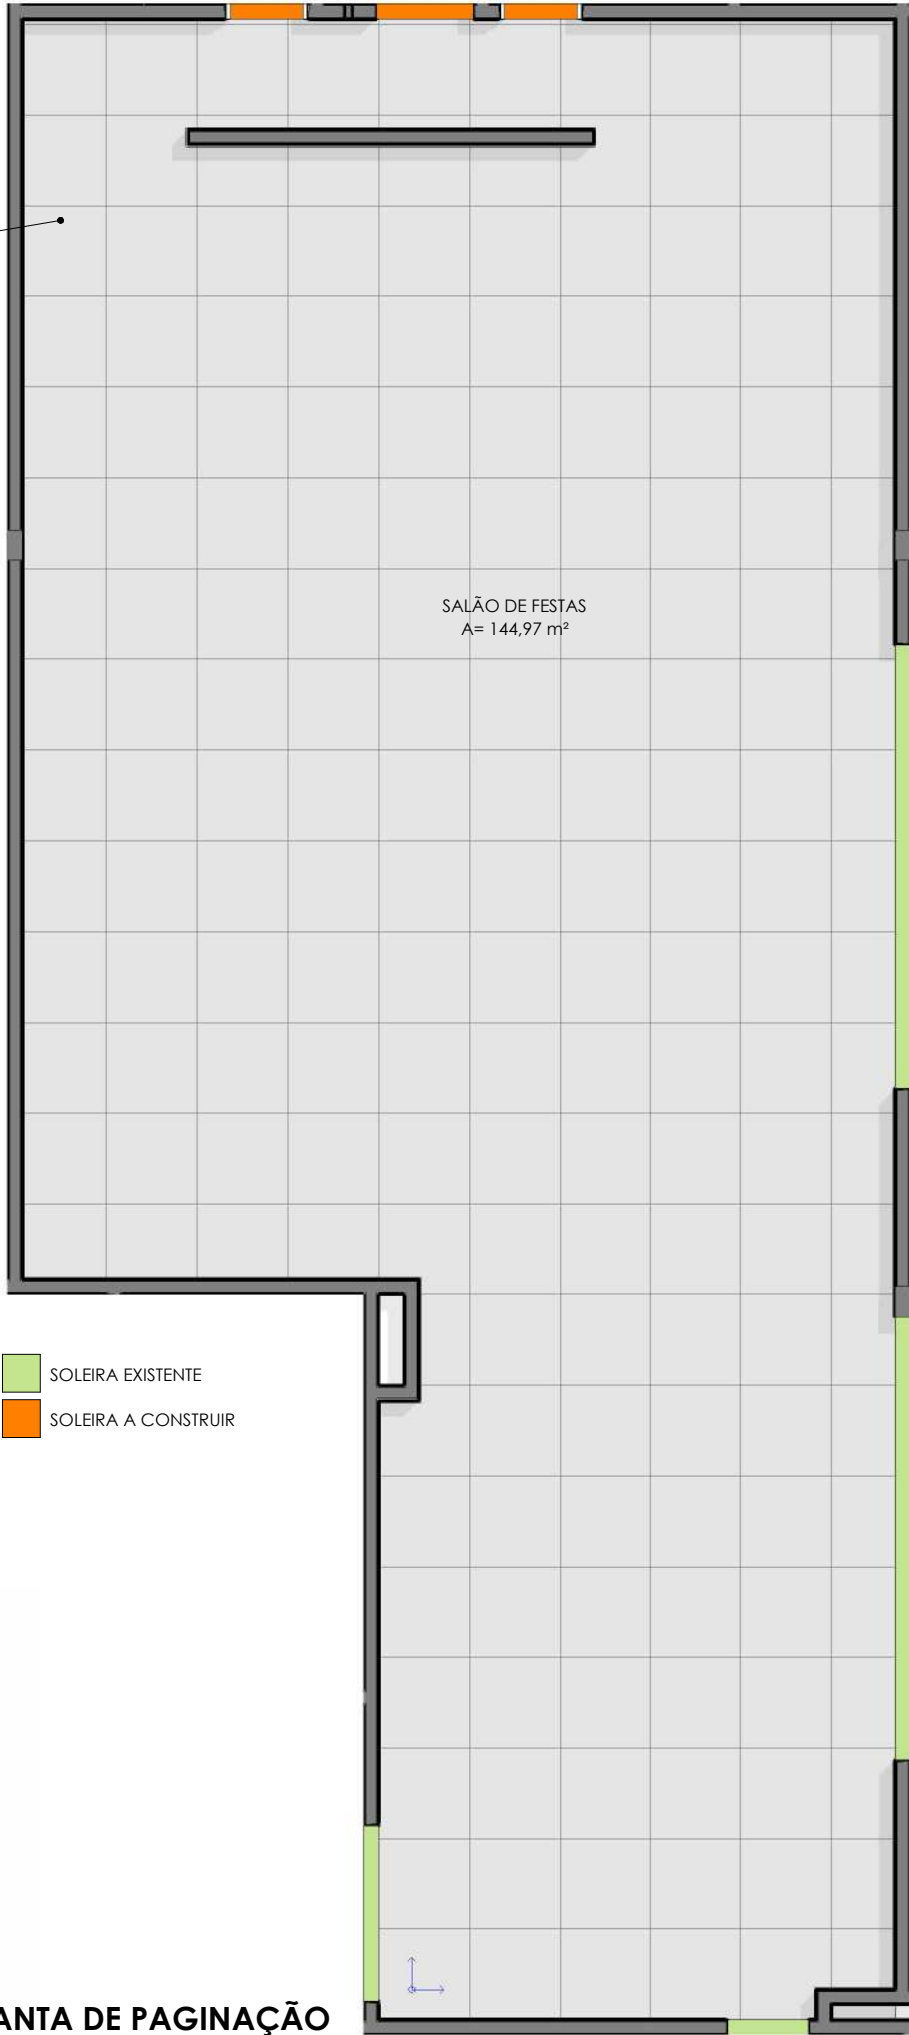 SALÃO DE FESTAS
A= 144,97 m²
SOLEIRA EXISTENTE
SOLEIRA A CONSTRUIR
ANTA DE PAGINAÇÃO